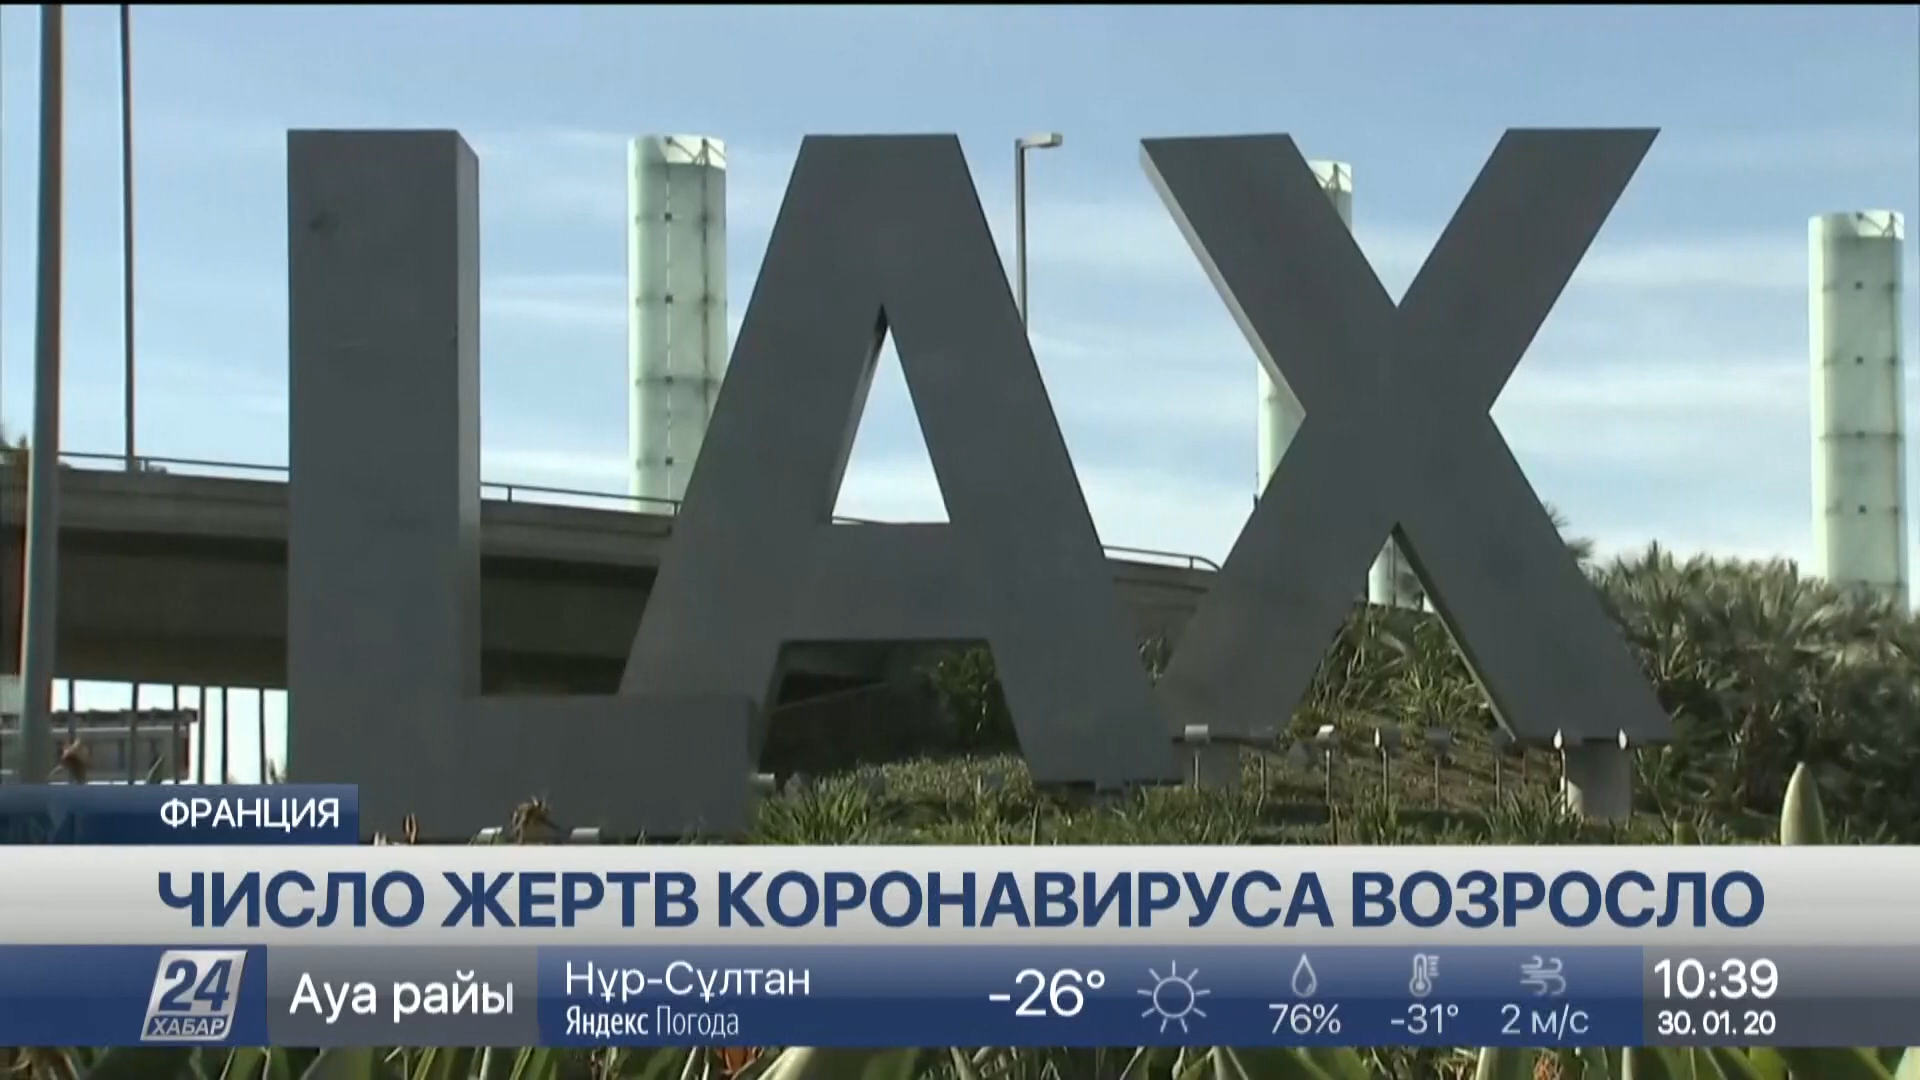 LAX
ФРАНЦИЯ
ЧИСЛО ЖЕРТВ КОРОНАВИРУСА ВОЗРОСЛО
24 ХАБАР
Ауа райы
Нұр-Сұлтан
Яндекс Погода
-26°
76%
-31°
2 м/с
10:39
30. 01. 20